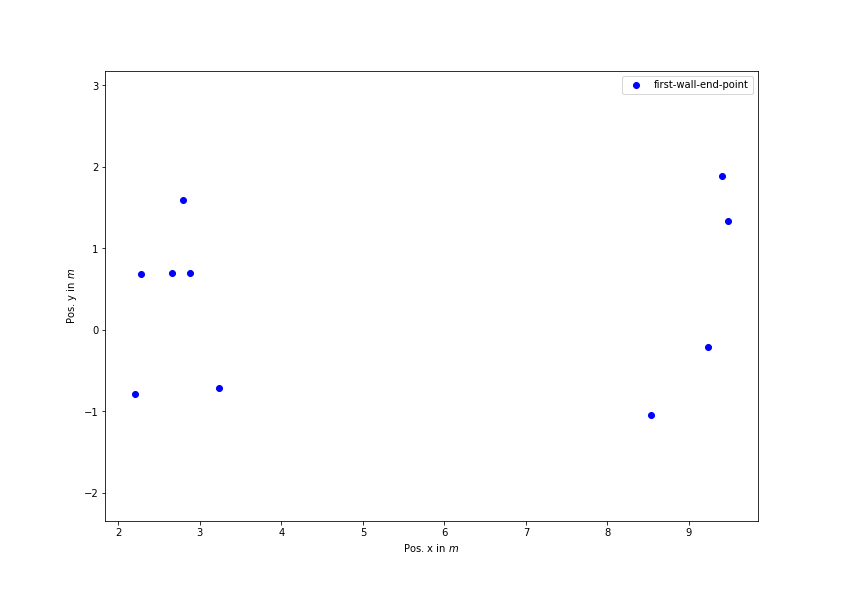 first-wall-end-point
3
2
1
0
−1
−2
Pos. y in m
2 3 4 5 6 7 8 9
Pos. x in m